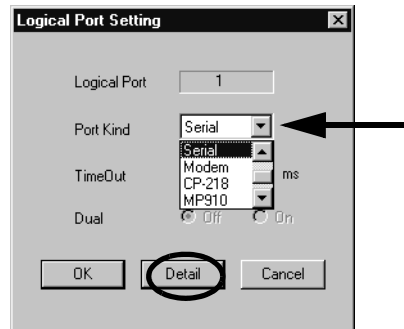 Logical Port Setting
Logical Port 1
Port Kind Serial
Serial
Modem
TimeOut ms
CP-218
MP910
Dual Off On
OK Detail Cancel